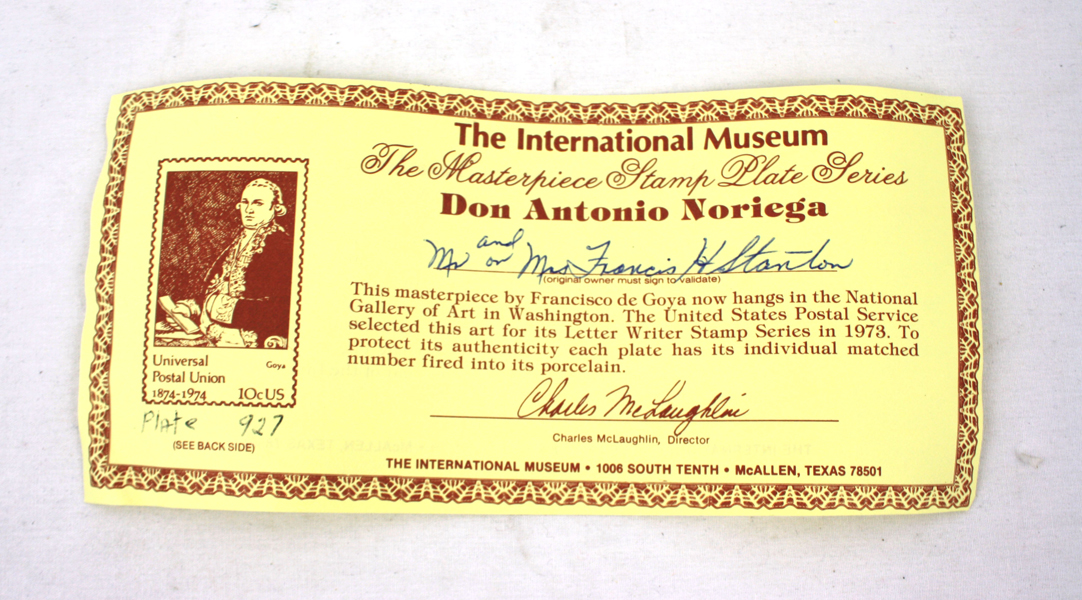 The International Museum
The Masterpiece Stamp Plate Series
Don Antonio Noriega
Mr and or Mrs Francis H Stanton
(original owner must sign to validate)
This masterpiece by Francisco de Goya now hangs in the National
Gallery of Art in Washington. The United States Postal Service
selected this art for its Letter Writer Stamp Series in 1973. To
protect its authenticity each plate has its individual matched
number fired into its porcelain.
Charles McLaughlin
Charles McLaughlin, Director
THE INTERNATIONAL MUSEUM • 1006 SOUTH TENTH • McALLEN, TEXAS 78501
Universal Goya
Postal Union
1874-1974 10c US
Plate 927
(SEE BACK SIDE)